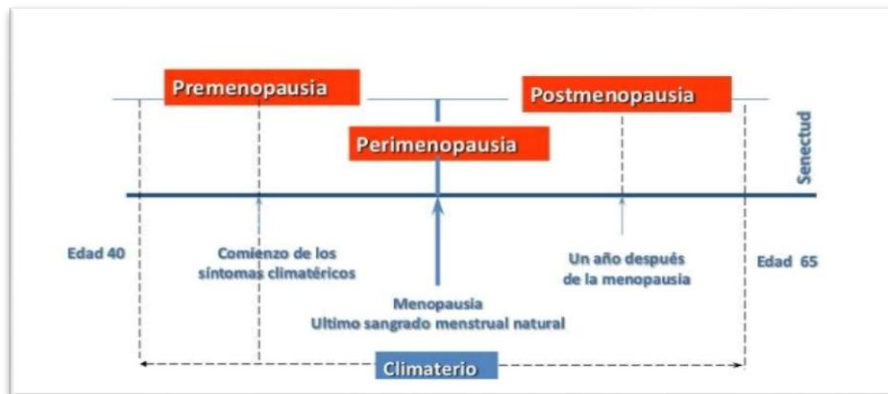 Premenopausia
Postmenopausia
Perimenopausia
Senectud
Edad 40
Comienzo de los
síntomas climatéricos
Un año después
de la menopausia
Edad 65
Menopausia
Ultimo sangrado menstrual natural
Climaterio